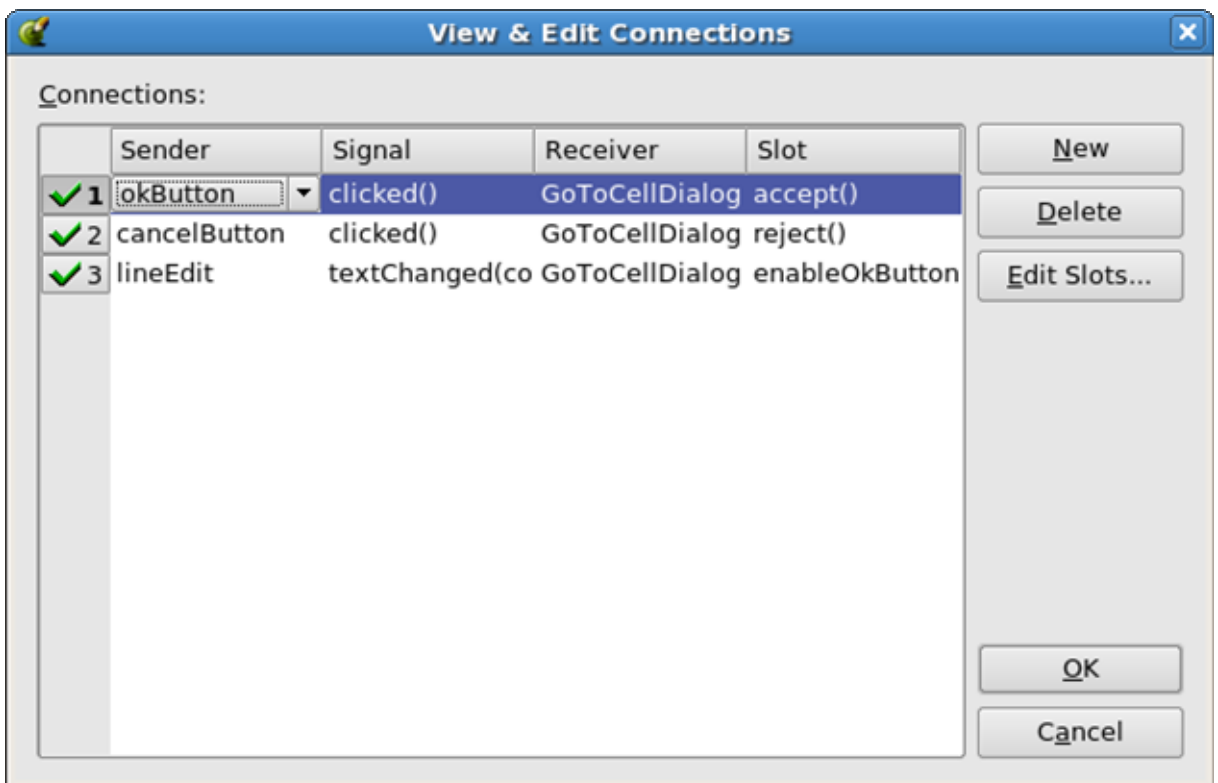 View & Edit Connections
Connections:
Sender Signal Receiver Slot
1 okButton clicked() GoToCellDialog accept()
2 cancelButton clicked() GoToCellDialog reject()
3 lineEdit textChanged(co GoToCellDialog enableOkButton
New
Delete
Edit Slots...
OK
Cancel